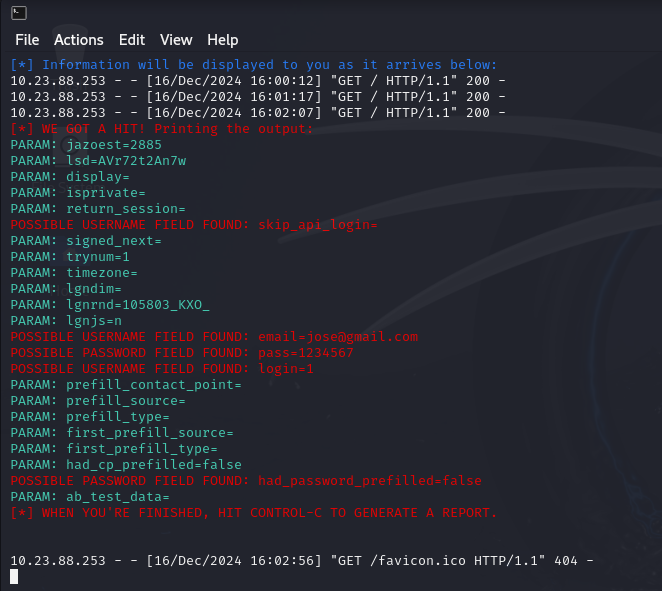 File Actions Edit View Help
[*] Information will be displayed to you as it arrives below:
10.23.88.253 - - [16/Dec/2024 16:00:12] "GET / HTTP/1.1" 200 -
10.23.88.253 - - [16/Dec/2024 16:01:17] "GET / HTTP/1.1" 200 -
10.23.88.253 - - [16/Dec/2024 16:02:07] "GET / HTTP/1.1" 200 -
[*] WE GOT A HIT! Printing the output:
PARAM: jazoest=2885
PARAM: lsd=AVr72t2An7w
PARAM: display=
PARAM: isprivate=
PARAM: return_session=
POSSIBLE USERNAME FIELD FOUND: skip_api_login=
PARAM: signed_next=
PARAM: trynum=1
PARAM: timezone=
PARAM: lgndim=
PARAM: lgnrnd=105803_KXO_
PARAM: lgnjs=n
POSSIBLE USERNAME FIELD FOUND: email=jose@gmail.com
POSSIBLE PASSWORD FIELD FOUND: pass=1234567
POSSIBLE USERNAME FIELD FOUND: login=1
PARAM: prefill_contact_point=
PARAM: prefill_source=
PARAM: prefill_type=
PARAM: first_prefill_source=
PARAM: first_prefill_type=
PARAM: had_cp_prefilled=false
POSSIBLE PASSWORD FIELD FOUND: had_password_prefilled=false
PARAM: ab_test_data=
[*] WHEN YOU'RE FINISHED, HIT CONTROL-C TO GENERATE A REPORT.
10.23.88.253 - - [16/Dec/2024 16:02:56] "GET /favicon.ico HTTP/1.1" 404 -